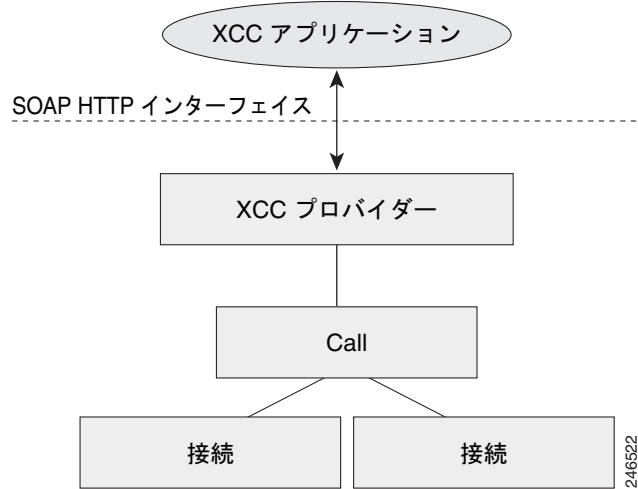 XCC アプリケーション
SOAP HTTP インターフェイス
XCC プロバイダー
Call
接続
接続
246522